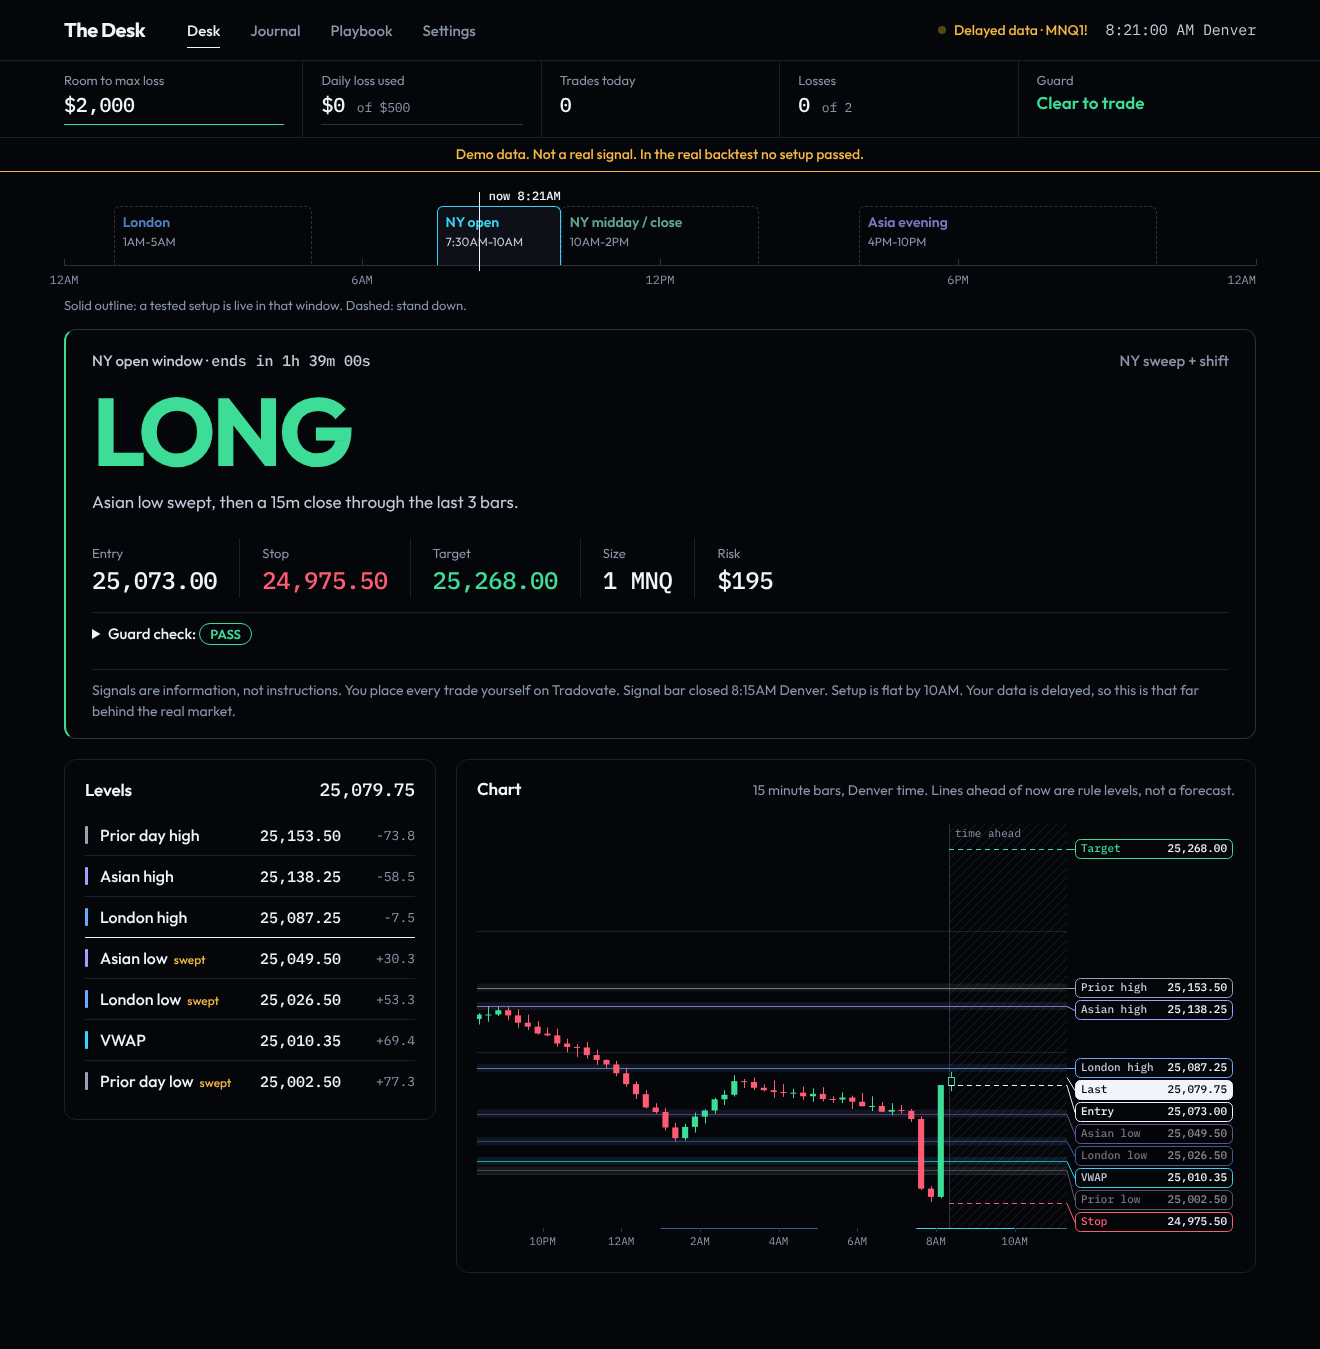 The Desk
Desk
Journal
Playbook
Settings
Delayed data · MNQ1!
8:21:00 AM Denver
Room to max loss
$2,000
Daily loss used
$0 of $500
Trades today
0
Losses
0 of 2
Guard
Clear to trade
Demo data. Not a real signal. In the real backtest no setup passed.
now 8:21AM
London
1AM-5AM
NY open
7:30AM-10AM
NY midday / close
10AM-2PM
Asia evening
4PM-10PM
12AM
6AM
12PM
6PM
12AM
Solid outline: a tested setup is live in that window. Dashed: stand down.
NY open window · ends in 1h 39m 00s
NY sweep + shift
LONG
Asian low swept, then a 15m close through the last 3 bars.
Entry
25,073.00
Stop
24,975.50
Target
25,268.00
Size
1 MNQ
Risk
$195
Guard check: PASS
Signals are information, not instructions. You place every trade yourself on Tradovate. Signal bar closed 8:15AM Denver. Setup is flat by 10AM. Your data is delayed, so this is that far
behind the real market.
Levels 25,079.75
Prior day high 25,153.50 -73.8
Asian high 25,138.25 -58.5
London high 25,087.25 -7.5
Asian low swept 25,049.50 +30.3
London low swept 25,026.50 +53.3
VWAP 25,010.35 +69.4
Prior day low swept 25,002.50 +77.3
Chart
15 minute bars, Denver time. Lines ahead of now are rule levels, not a forecast.
time ahead
Target 25,268.00
Prior high 25,153.50
Asian high 25,138.25
London high 25,087.25
Last 25,079.75
Entry 25,073.00
Asian low 25,049.50
London low 25,026.50
VWAP 25,010.35
Prior low 25,002.50
Stop 24,975.50
10PM
12AM
2AM
4AM
6AM
8AM
10AM